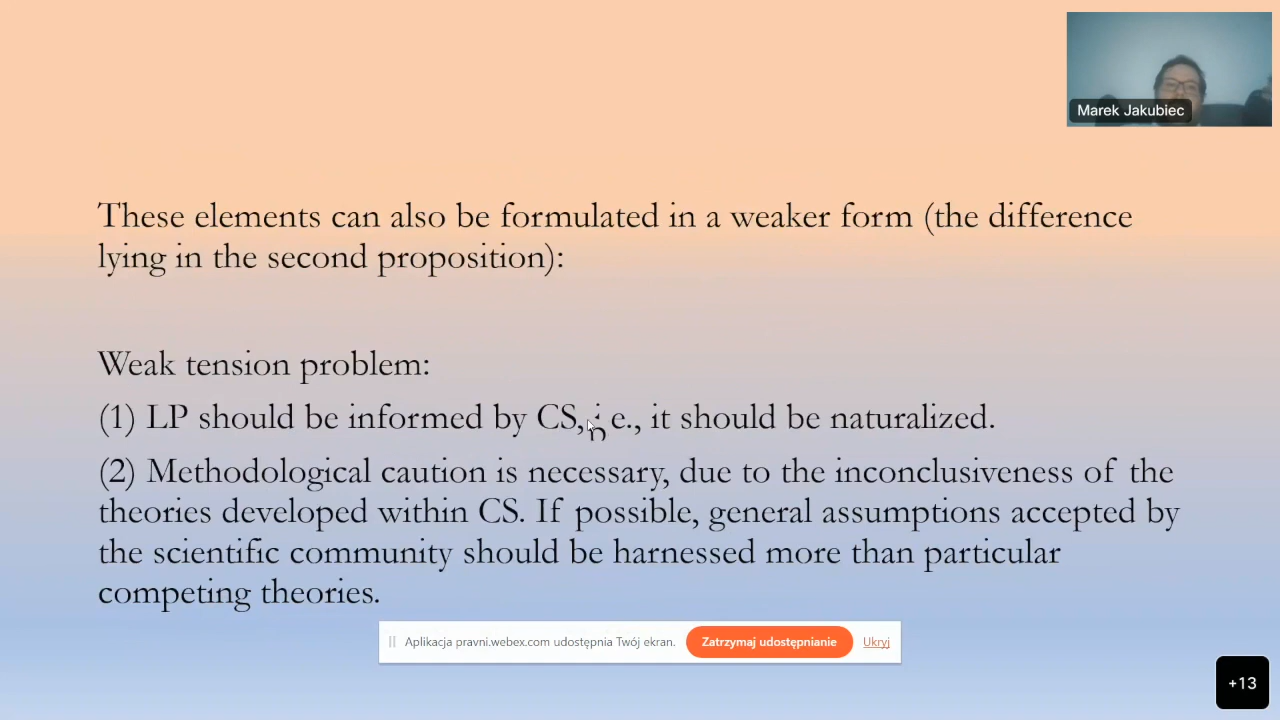 Marek Jakubiec
These elements can also be formulated in a weaker form (the difference
lying in the second proposition):
Weak tension problem:
(1) LP should be informed by CS, i.e., it should be naturalized.
(2) Methodological caution is necessary, due to the inconclusiveness of the
theories developed within CS. If possible, general assumptions accepted by
the scientific community should be harnessed more than particular
competing theories.
Aplikacja pravni.webex.com udostępnia Twój ekran. Zatrzymaj udostępnianie Ukryj
+13